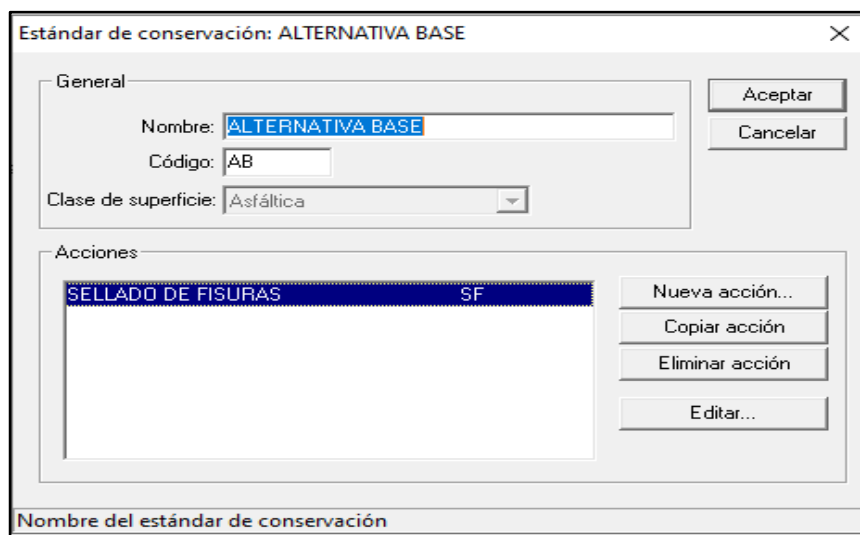 Estándar de conservación: ALTERNATIVA BASE
General
Nombre: ALTERNATIVA BASE
Código: AB
Clase de superficie: Asfáltica
Aceptar
Cancelar
Acciones
SELLADO DE FISURAS SF
Nueva acción...
Copiar acción
Eliminar acción
Editar...
Nombre del estándar de conservación